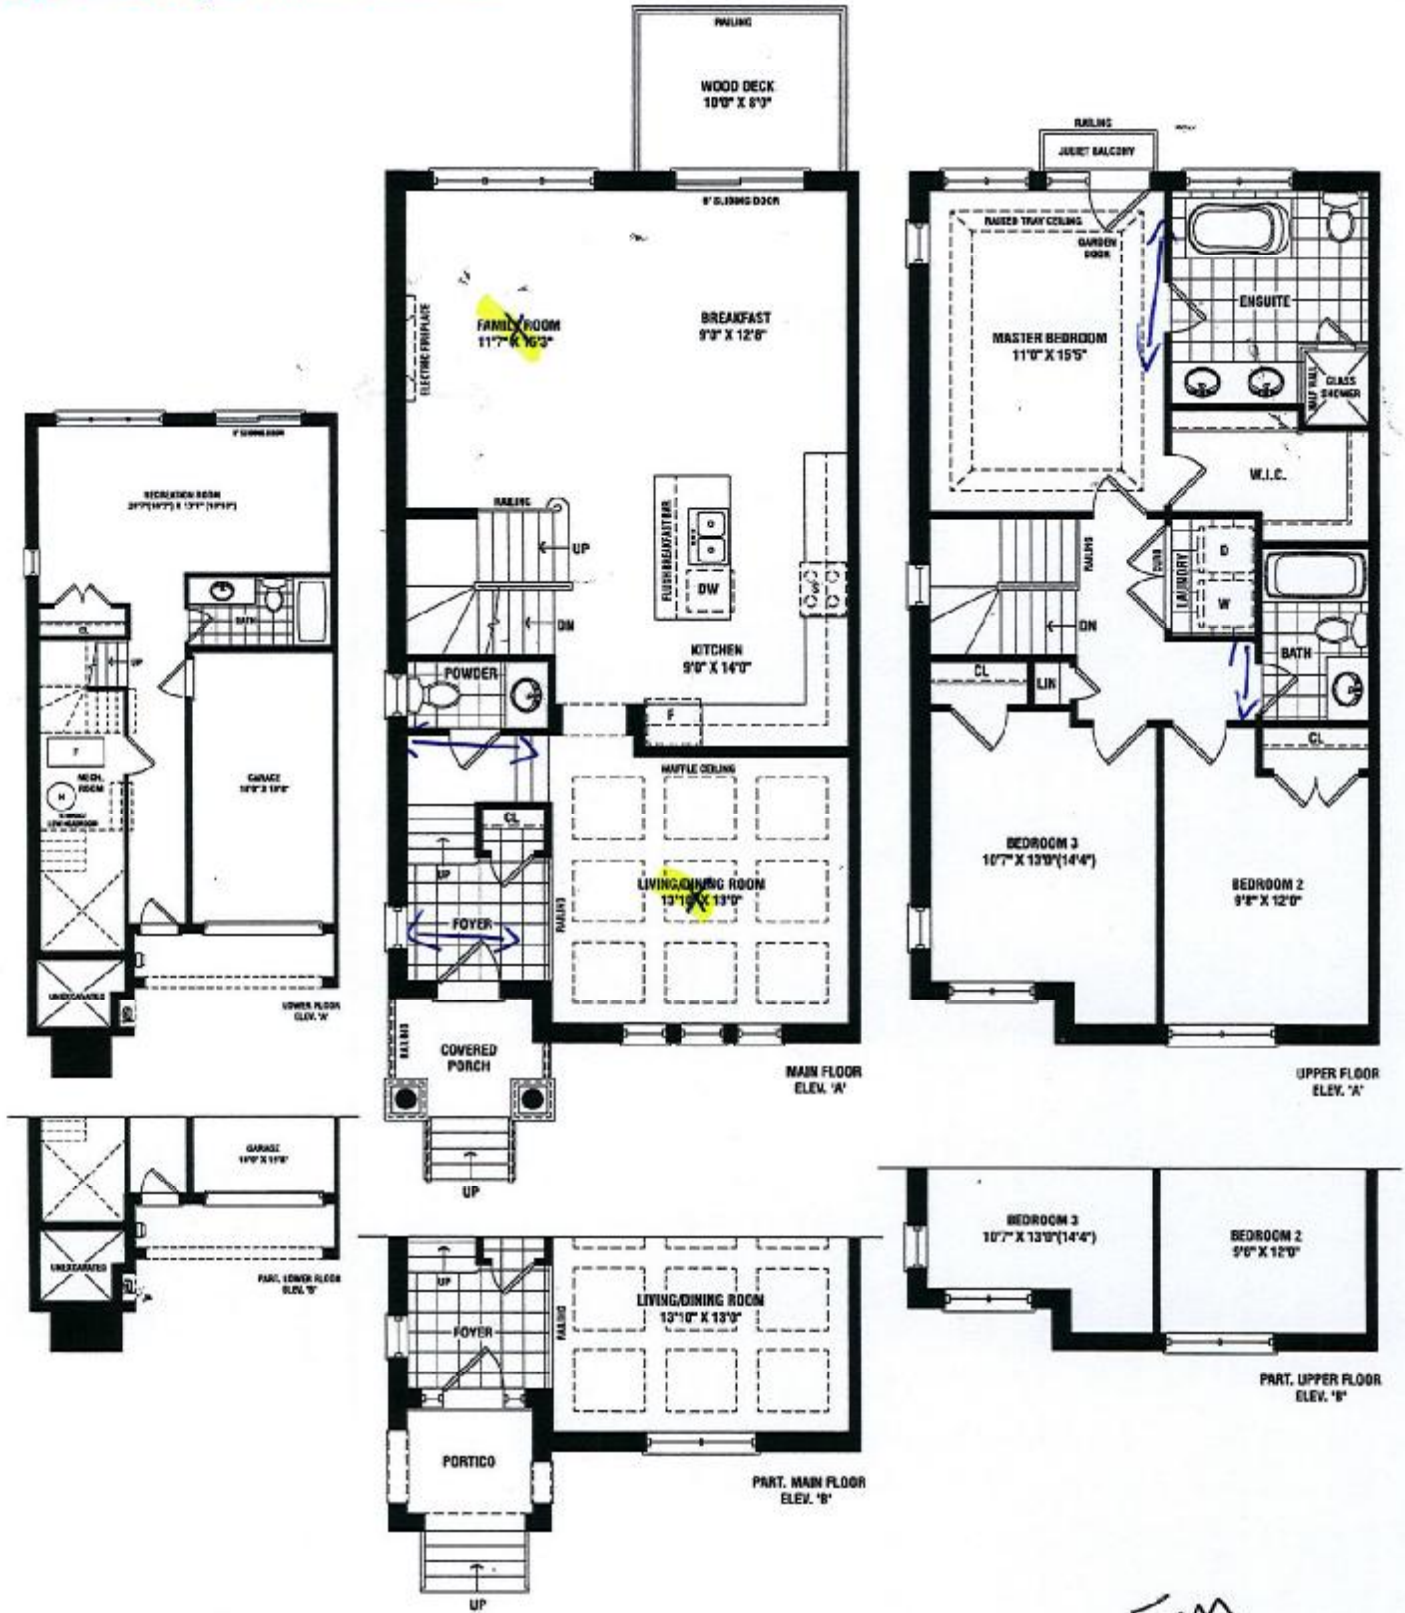 RAILING
WOOD DECK
10'0" X 8'0"
RAILING
JULIET BALCONY
6' SLIDING DOOR
RAISED TRAY CEILING
GARDEN
DOOR
ELECTRIC FIREPLACE
FAMILY ROOM
11'7" X 15'3"
BREAKFAST
9'0" X 12'8"
MASTER BEDROOM
11'0" X 15'5"
ENSUITE
HALF WALL
GLASS
SHOWER
W.I.C.
RECREATION ROOM
RAILING
UP
FLUSH BREAKFAST BAR
DW
DN
KITCHEN
9'0" X 14'0"
RAILING
LAUNDRY
D
W
DN
BATH
CL
LIN
CL
BATH
CL
UP
POWDER
F
F
MECH.
ROOM
H
GARAGE
WAFFLE CEILING
CL
UP
FOYER
RAILING
LIVING/DINING ROOM
13'10" X 13'0"
BEDROOM 3
10'7" X 13'0"(14'4")
BEDROOM 2
9'8" X 12'0"
UNEXCAVATED
LOWER FLOOR
ELEV. 'A'
RAILING
COVERED
PORCH
UP
MAIN FLOOR
ELEV. 'A'
UPPER FLOOR
ELEV. 'A'
GARAGE
UNEXCAVATED
PART. LOWER FLOOR
ELEV. 'B'
UP
FOYER
RAILING
LIVING/DINING ROOM
13'10" X 13'0"
PORTICO
UP
PART. MAIN FLOOR
ELEV. 'B'
BEDROOM 3
10'7" X 13'0"(14'4")
BEDROOM 2
9'6" X 12'0"
PART. UPPER FLOOR
ELEV. 'B'